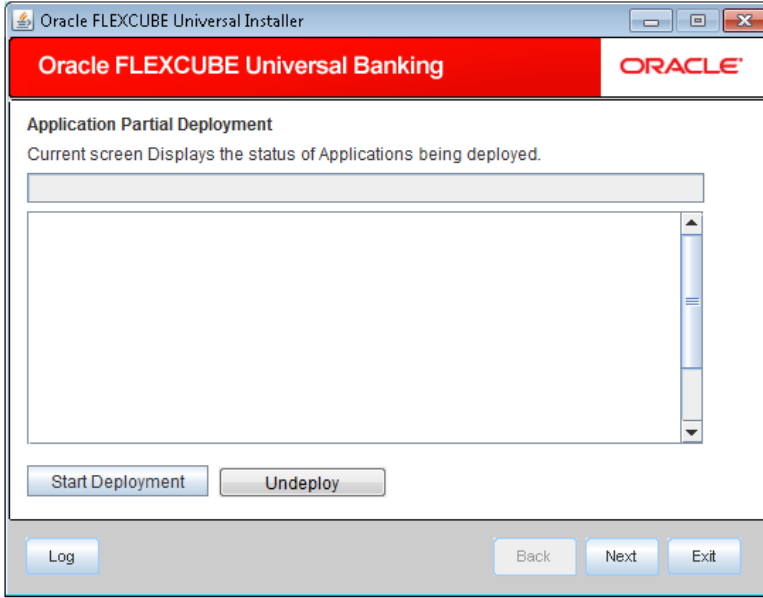 Oracle FLEXCUBE Universal Installer
Oracle FLEXCUBE Universal Banking
ORACLE®
Application Partial Deployment
Current screen Displays the status of Applications being deployed.
Start Deployment Undeploy
Log Back Next Exit